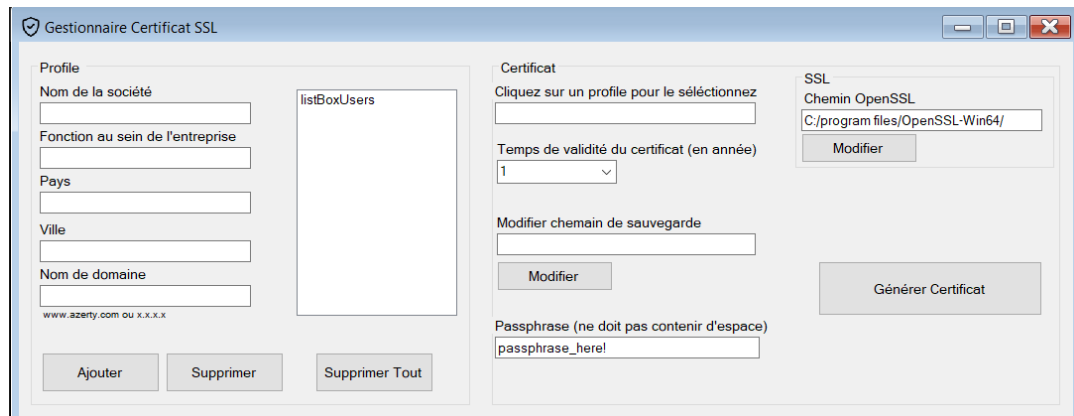 Gestionnaire Certificat SSL
Profile
Nom de la société
Fonction au sein de l'entreprise
Pays
Ville
Nom de domaine
www.azerty.com ou x.x.x.x
listBoxUsers
Ajouter
Supprimer
Supprimer Tout
Certificat
Cliquez sur un profile pour le séléctionnez
Temps de validité du certificat (en année)
1
Modifier chemain de sauvegarde
Modifier
Passphrase (ne doit pas contenir d'espace)
passphrase_here!
SSL
Chemin OpenSSL
C:/program files/OpenSSL-Win64/
Modifier
Générer Certificat